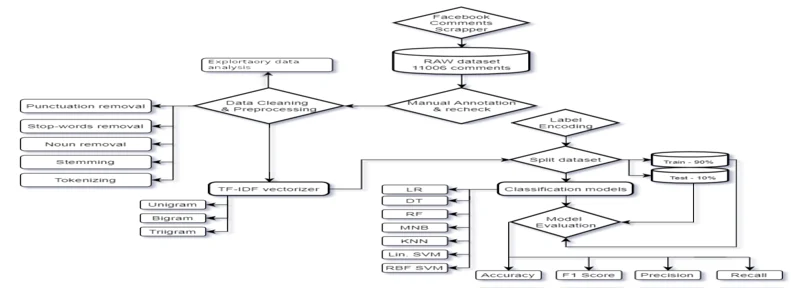 Facebook
Comments
Scrapper
RAW dataset
11006 comments
Explortaory data
analysis
Manual Annotation
& recheck
Data Cleaning
& Preprocessing
Punctuation removal
Stop-words removal
Noun removal
Stemming
Tokenizing
Label
Encoding
Split dataset
Train - 90%
Test - 10%
TF-IDF vectorizer
Unigram
Bigram
Triigram
Classification models
LR
DT
RF
MNB
KNN
Lin. SVM
RBF SVM
Model
Evaluation
Accuracy
F1 Score
Precision
Recall